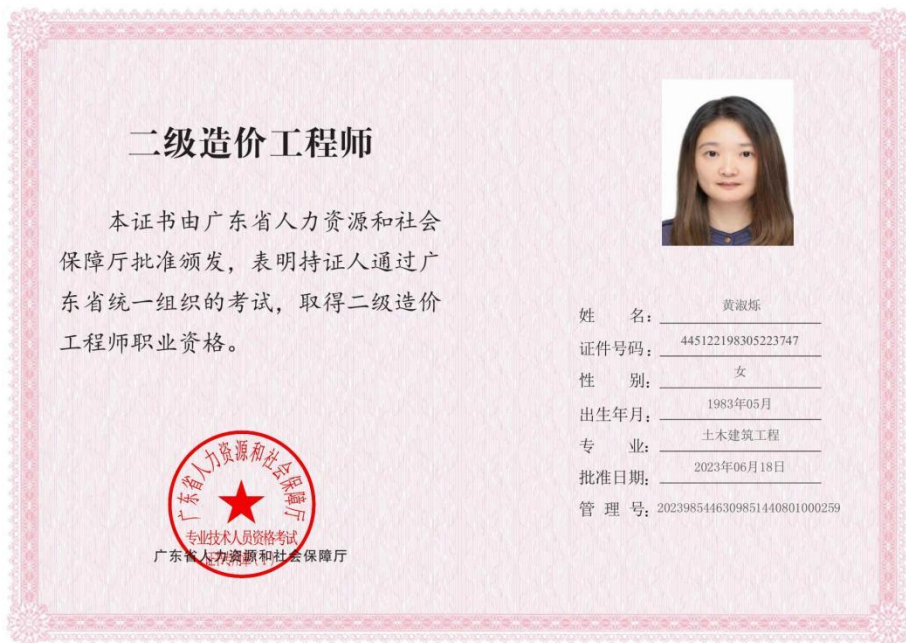 二级造价工程师
本证书由广东省人力资源和社会
保障厅批准颁发，表明持证人通过广
东省统一组织的考试，取得二级造价
工程师职业资格。
广东省人力资源和社会保障厅
专业技术人员资格考试
广东省人力资源和社会保障厅
姓 名： 黄淑烁
证件号码： 445122198305223747
性 别： 女
出生年月： 1983年05月
专 业： 土木建筑工程
批准日期： 2023年06月18日
管 理 号： 20239854463098514408010000259